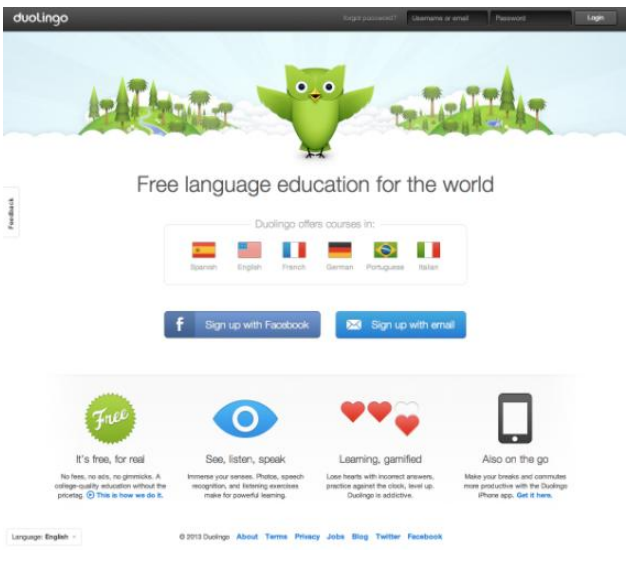 duolingo
Forgot password? Username or email Password Login
Free language education for the world
Feedback
Duolingo offers courses in:
Spanish English French German Portuguese Italian
f Sign up with Facebook
Sign up with email
Free
It's free, for real
No fees, no ads, no gimmicks. A
college-quality education without the
pricetag. This is how we do it.
See, listen, speak
Immerse your senses. Photos, speech
recognition, and listening exercises
make for powerful learning.
Learning, gamified
Lose hearts with incorrect answers,
practice against the clock, level up.
Duolingo is addictive.
Also on the go
Make your breaks and commutes
more productive with the Duolingo
iPhone app. Get it here.
Language: English
© 2013 Duolingo About Terms Privacy Jobs Blog Twitter Facebook